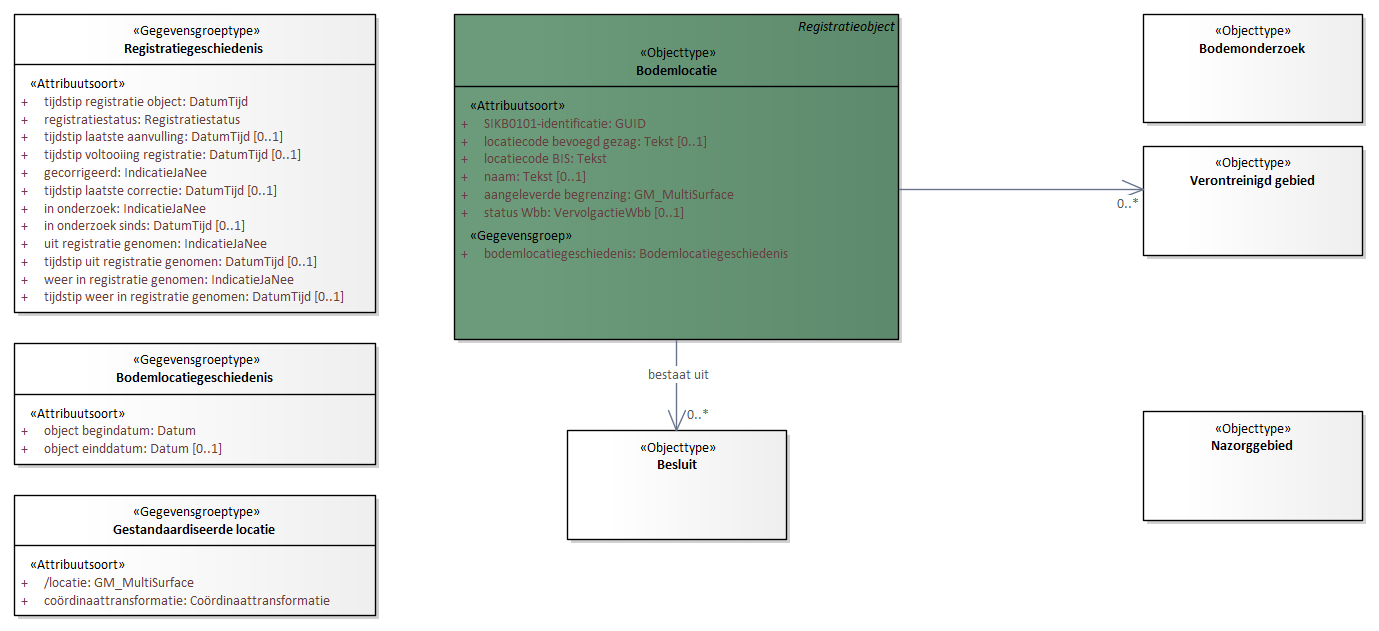 «Gegevensgroeptype»
Registratiegeschiedenis
«Attribuutsoort»
+ tijdstip registratie object: DatumTijd
+ registratiestatus: Registratiestatus
+ tijdstip laatste aanvulling: DatumTijd [0..1]
+ tijdstip voltooiing registratie: DatumTijd [0..1]
+ gecorrigeerd: IndicatieJaNee
+ tijdstip laatste correctie: DatumTijd [0..1]
+ in onderzoek: IndicatieJaNee
+ in onderzoek sinds: DatumTijd [0..1]
+ uit registratie genomen: IndicatieJaNee
+ tijdstip uit registratie genomen: DatumTijd [0..1]
+ weer in registratie genomen: IndicatieJaNee
+ tijdstip weer in registratie genomen: DatumTijd [0..1]
«Gegevensgroeptype»
Bodemlocatiegeschiedenis
«Attribuutsoort»
+ object begindatum: Datum
+ object einddatum: Datum [0..1]
«Gegevensgroeptype»
Gestandaardiseerde locatie
«Attribuutsoort»
+ /locatie: GM_MultiSurface
+ coördinaattransformatie: Coördinaattransformatie
Registratieobject
«Objecttype»
Bodemlocatie
«Attribuutsoort»
+ SIKB0101-identificatie: GUID
+ locatiecode bevoegd gezag: Tekst [0..1]
+ locatiecode BIS: Tekst
+ naam: Tekst [0..1]
+ aangeleverde begrenzing: GM_MultiSurface
+ status Wbb: VervolgactieWbb [0..1]
«Gegevensgroep»
+ bodemlocatiegeschiedenis: Bodemlocatiegeschiedenis
bestaat uit
0..*
«Objecttype»
Besluit
«Objecttype»
Bodemonderzoek
«Objecttype»
Verontreinigd gebied
0..*
«Objecttype»
Nazorggebied